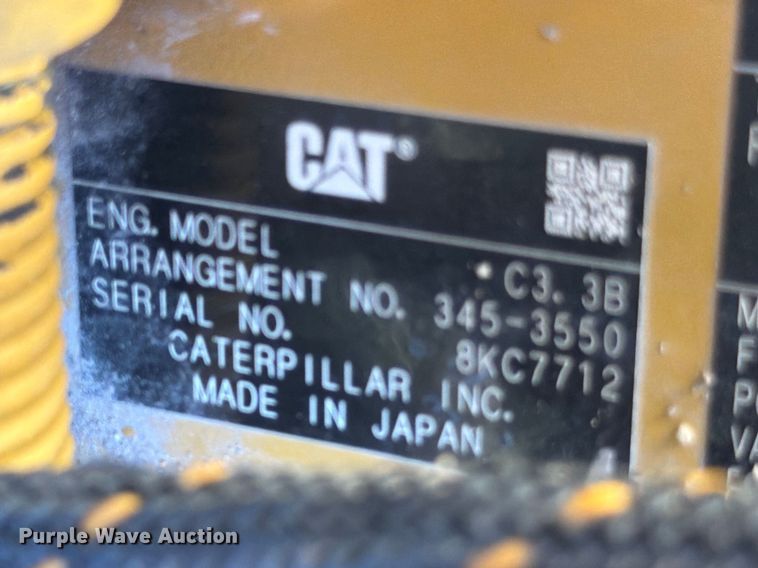 CAT®
ENG. MODEL C3.3B
ARRANGEMENT NO. 345-3550
SERIAL NO. 8KC7712
CATERPILLAR INC.
MADE IN JAPAN
Purple Wave Auction